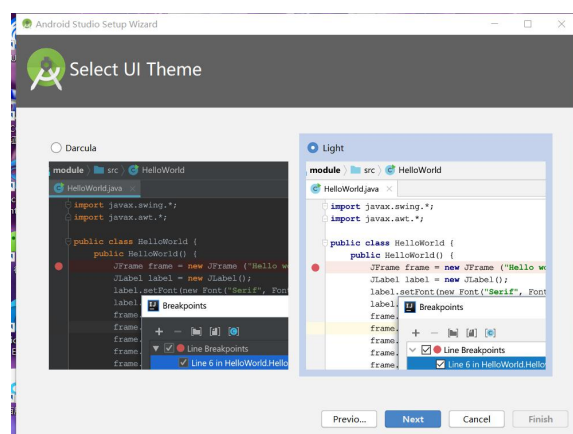 Android Studio Setup Wizard
Select UI Theme
Darcula
module src HelloWorld
HelloWorld.java
import javax.swing.*;
import javax.awt.*;
public class HelloWorld {
public HelloWorld() {
JFrame frame = new JFrame ("Hello wo
JLabel label = new JLabel();
label.setFont(new Font("Serif", Font
label.
frame.
frame.
frame.
frame.
frame.
Breakpoints
Line Breakpoints
Line 6 in HelloWorld.Hello
Light
module src HelloWorld
HelloWorld.java
import javax.swing.*;
import javax.awt.*;
public class HelloWorld {
public HelloWorld() {
JFrame frame = new JFrame ("Hello wo
JLabel label = new JLabel();
label.setFont(new Font("Serif", Font
label.
frame.
frame.
frame.
frame.
frame.
Breakpoints
Line Breakpoints
Line 6 in HelloWorld.Hello
Previo... Next Cancel Finish